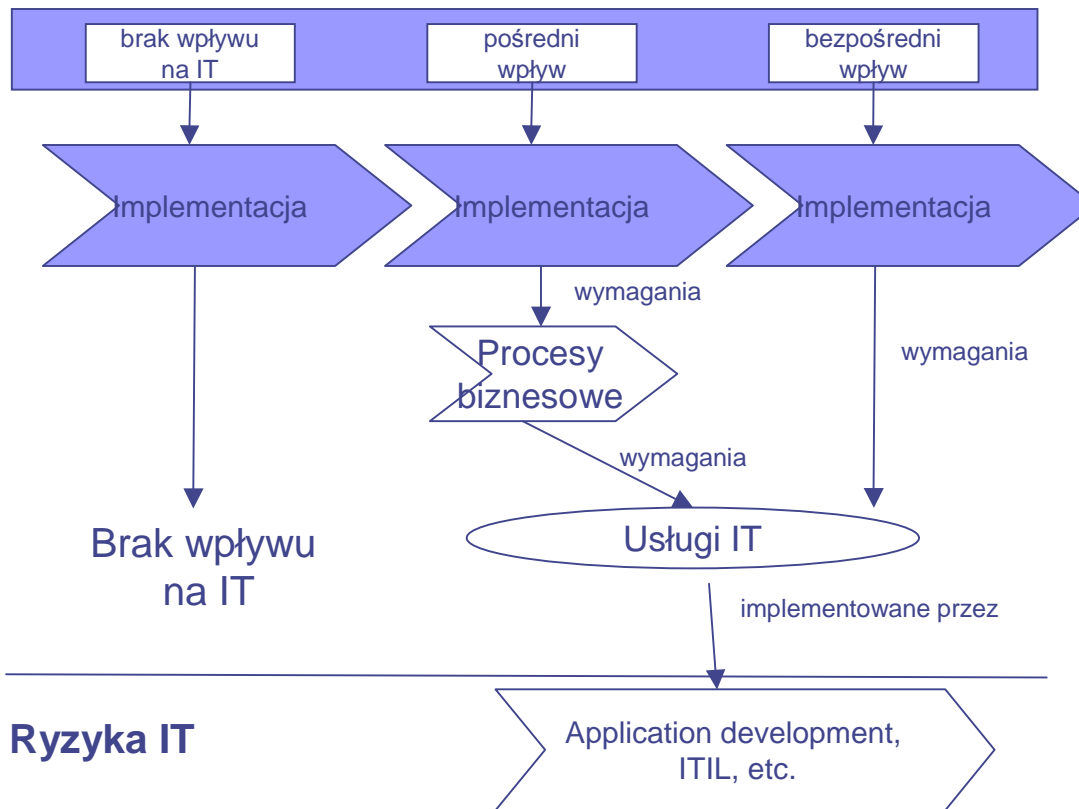 brak wpływu
na IT
pośredni
wpływ
bezpośredni
wpływ
Implementacja
Implementacja
Implementacja
wymagania
wymagania
Procesy
biznesowe
wymagania
Usługi IT
Brak wpływu
na IT
implementowane przez
Ryzyka IT
Application development,
ITIL, etc.